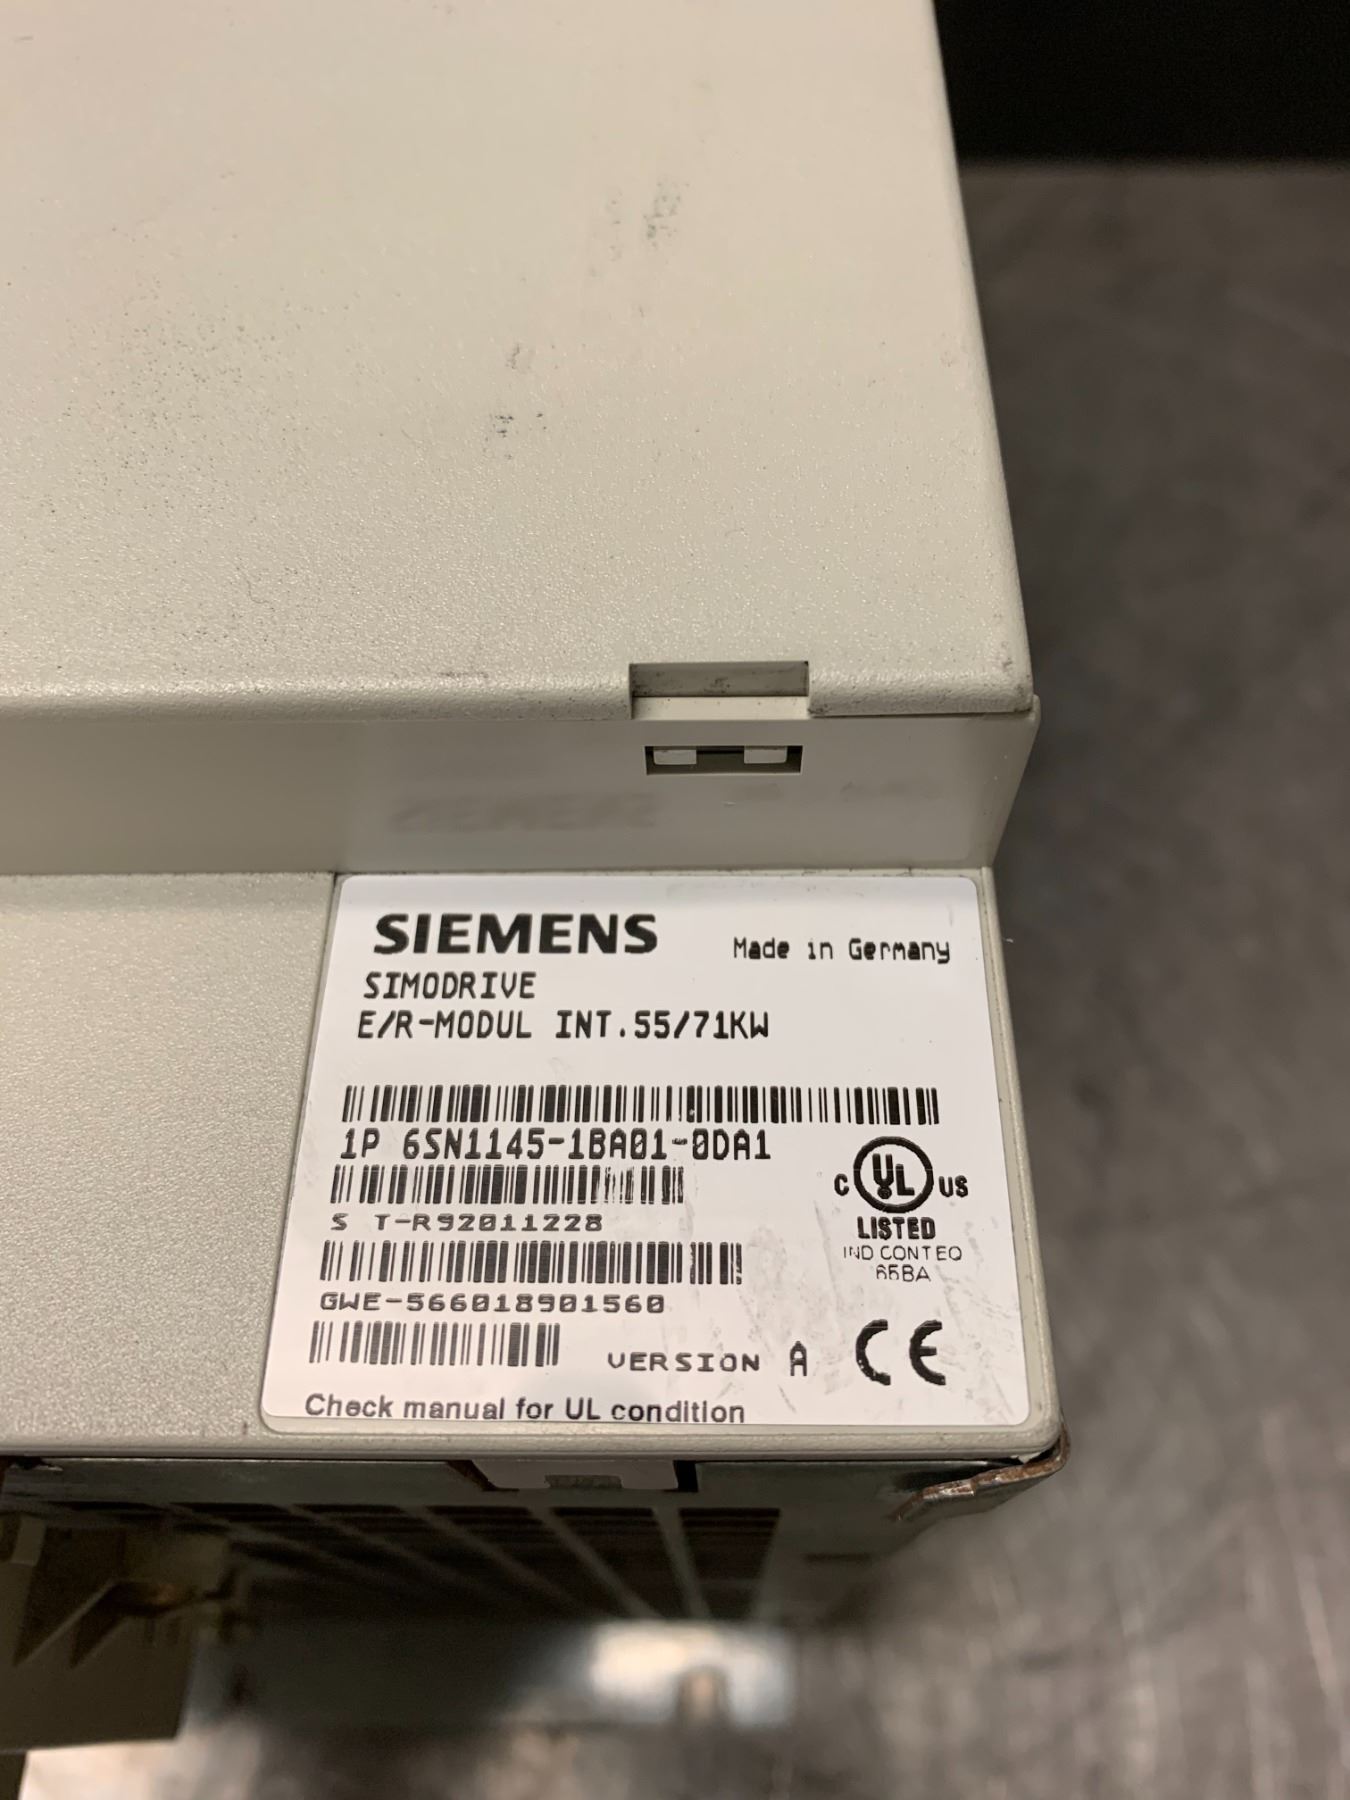 SIEMENS
Made in Germany
SIMODRIVE
E/R-MODUL INT.55/71KW
1P 6SN1145-1BA01-0DA1
S T-R92011228
GWE-566018901560
VERSION A
C UL US
LISTED
IND CONT EQ
65BA
CE
Check manual for UL condition